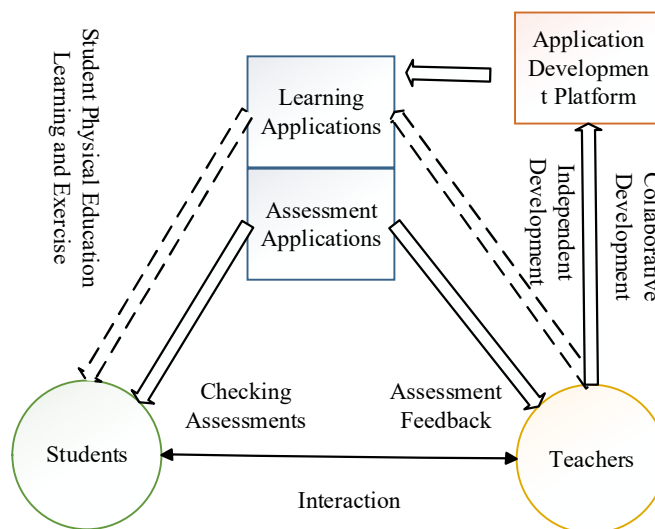 Student Physical Education
Learning and Exercise
Learning
Applications
Assessment
Applications
Application
Developmen
t Platform
Independent
Development
Collaborative
Development
Checking
Assessments
Assessment
Feedback
Students
Teachers
Interaction